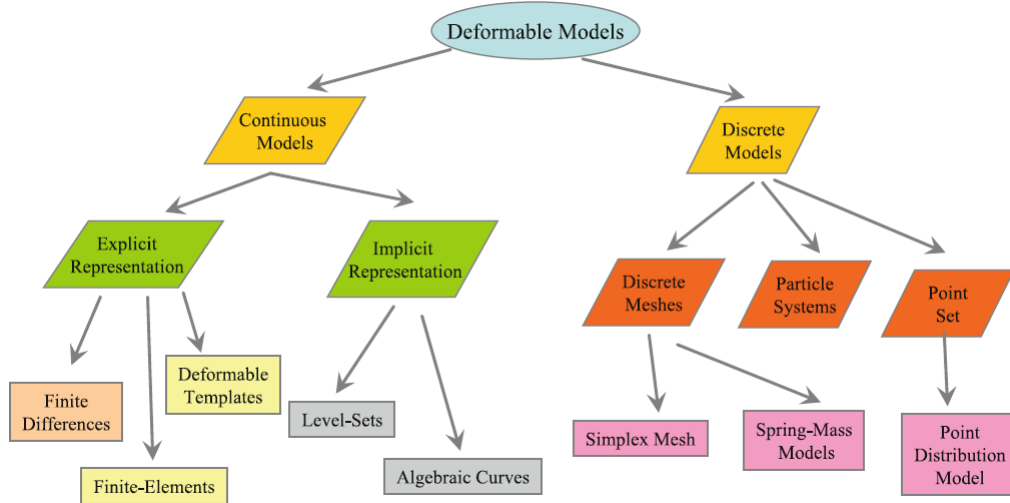 Deformable Models
Continuous
Models
Discrete
Models
Explicit
Representation
Implicit
Representation
Discrete
Meshes
Particle
Systems
Point
Set
Finite
Differences
Deformable
Templates
Level-Sets
Simplex Mesh
Spring-Mass
Models
Point
Distribution
Model
Finite-Elements
Algebraic Curves